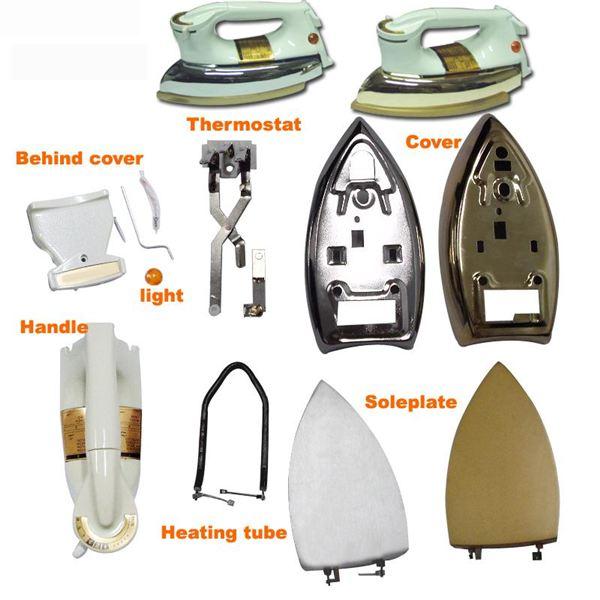 Thermostat
Cover
Behind cover
light
Handle
Soleplate
Heating tube